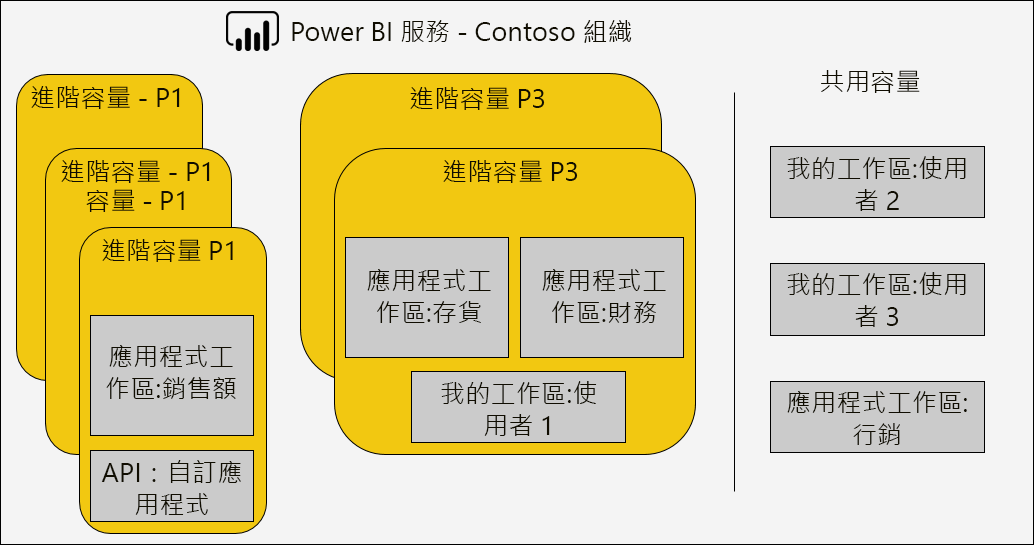 Power BI 服務 - Contoso 組織
進階容量 - P1
進階容量 - P1
容量 - P1
進階容量 P1
應用程式工
作區:銷售額
API：自訂應
用程式
進階容量 P3
進階容量 P3
應用程式工
作區:存貨
應用程式工
作區:財務
我的工作區:使
用者 1
共用容量
我的工作區:使用
者 2
我的工作區:使用
者 3
應用程式工作區:
行銷